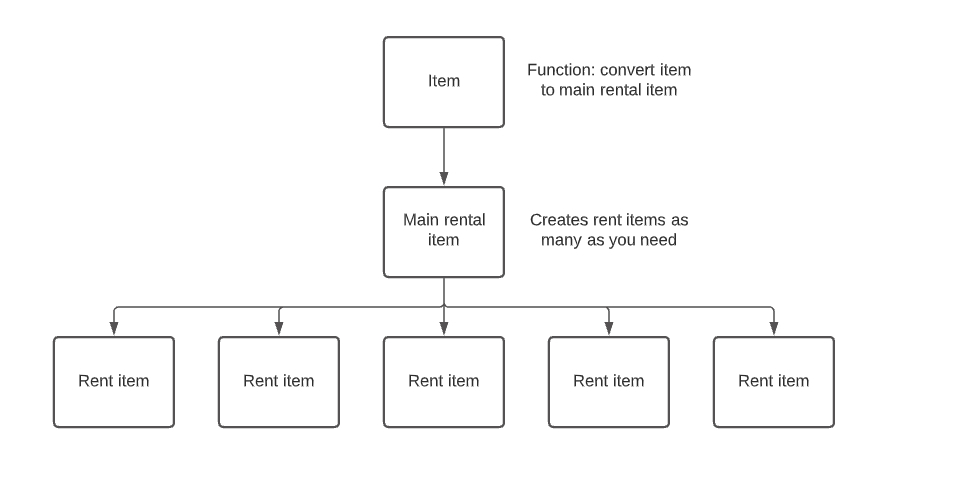 Item
Function: convert item
to main rental item
Main rental
item
Creates rent items as
many as you need
Rent item
Rent item
Rent item
Rent item
Rent item